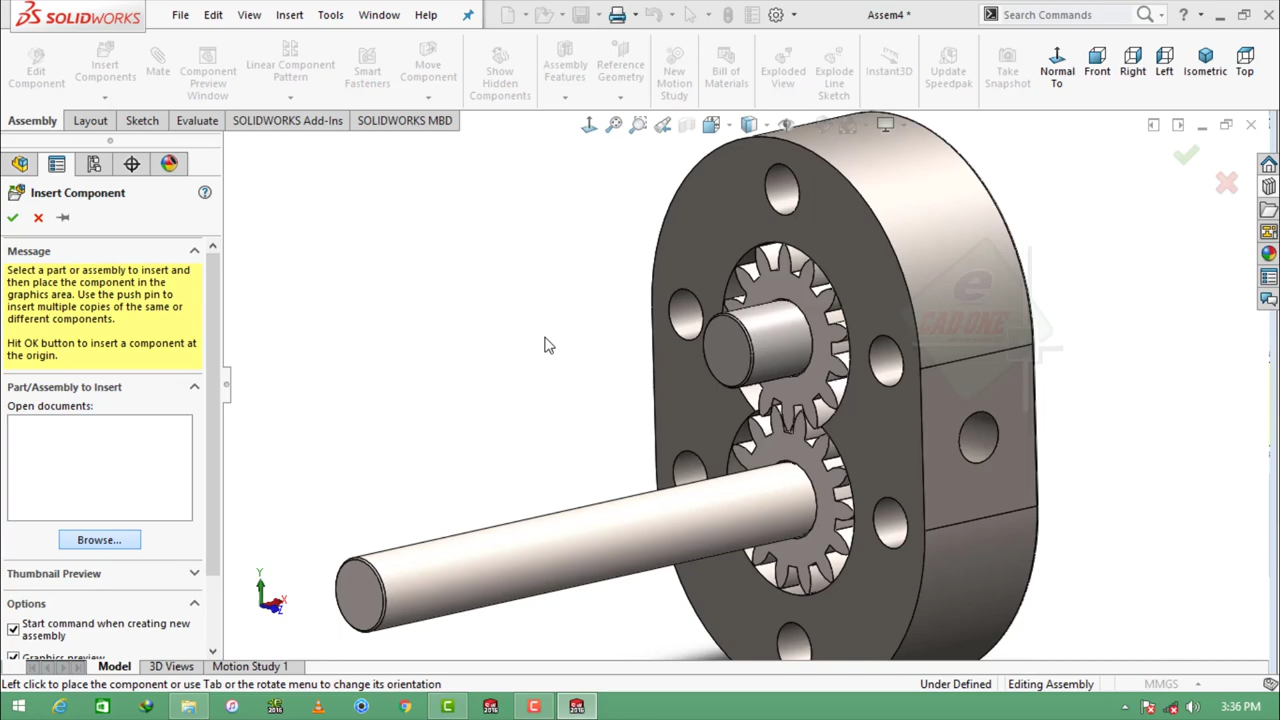 SOLIDWORKS
File Edit View Insert Tools Window Help
Assem4 *
Search Commands
Edit Component
Insert Components
Mate
Component Preview Window
Linear Component Pattern
Smart Fasteners
Move Component
Show Hidden Components
Assembly Features
Reference Geometry
New Motion Study
Bill of Materials
Exploded View
Explode Line Sketch
Instant3D
Update Speedpak
Take Snapshot
Normal To
Front
Right
Left
Isometric
Top
Assembly Layout Sketch Evaluate SOLIDWORKS Add-Ins SOLIDWORKS MBD
Insert Component
Message
Select a part or assembly to insert and
then place the component in the
graphics area. Use the push pin to
insert multiple copies of the same or
different components.
Hit OK button to insert a component at
the origin.
Part/Assembly to Insert
Open documents:
Browse...
Thumbnail Preview
Options
Start command when creating new
assembly
Graphics preview
e
CAD-ONE
Y
X
Z
Model 3D Views Motion Study 1
Left click to place the component or use Tab or the rotate menu to change its orientation
Under Defined Editing Assembly MMGS
2016
2016
2016
3:36 PM